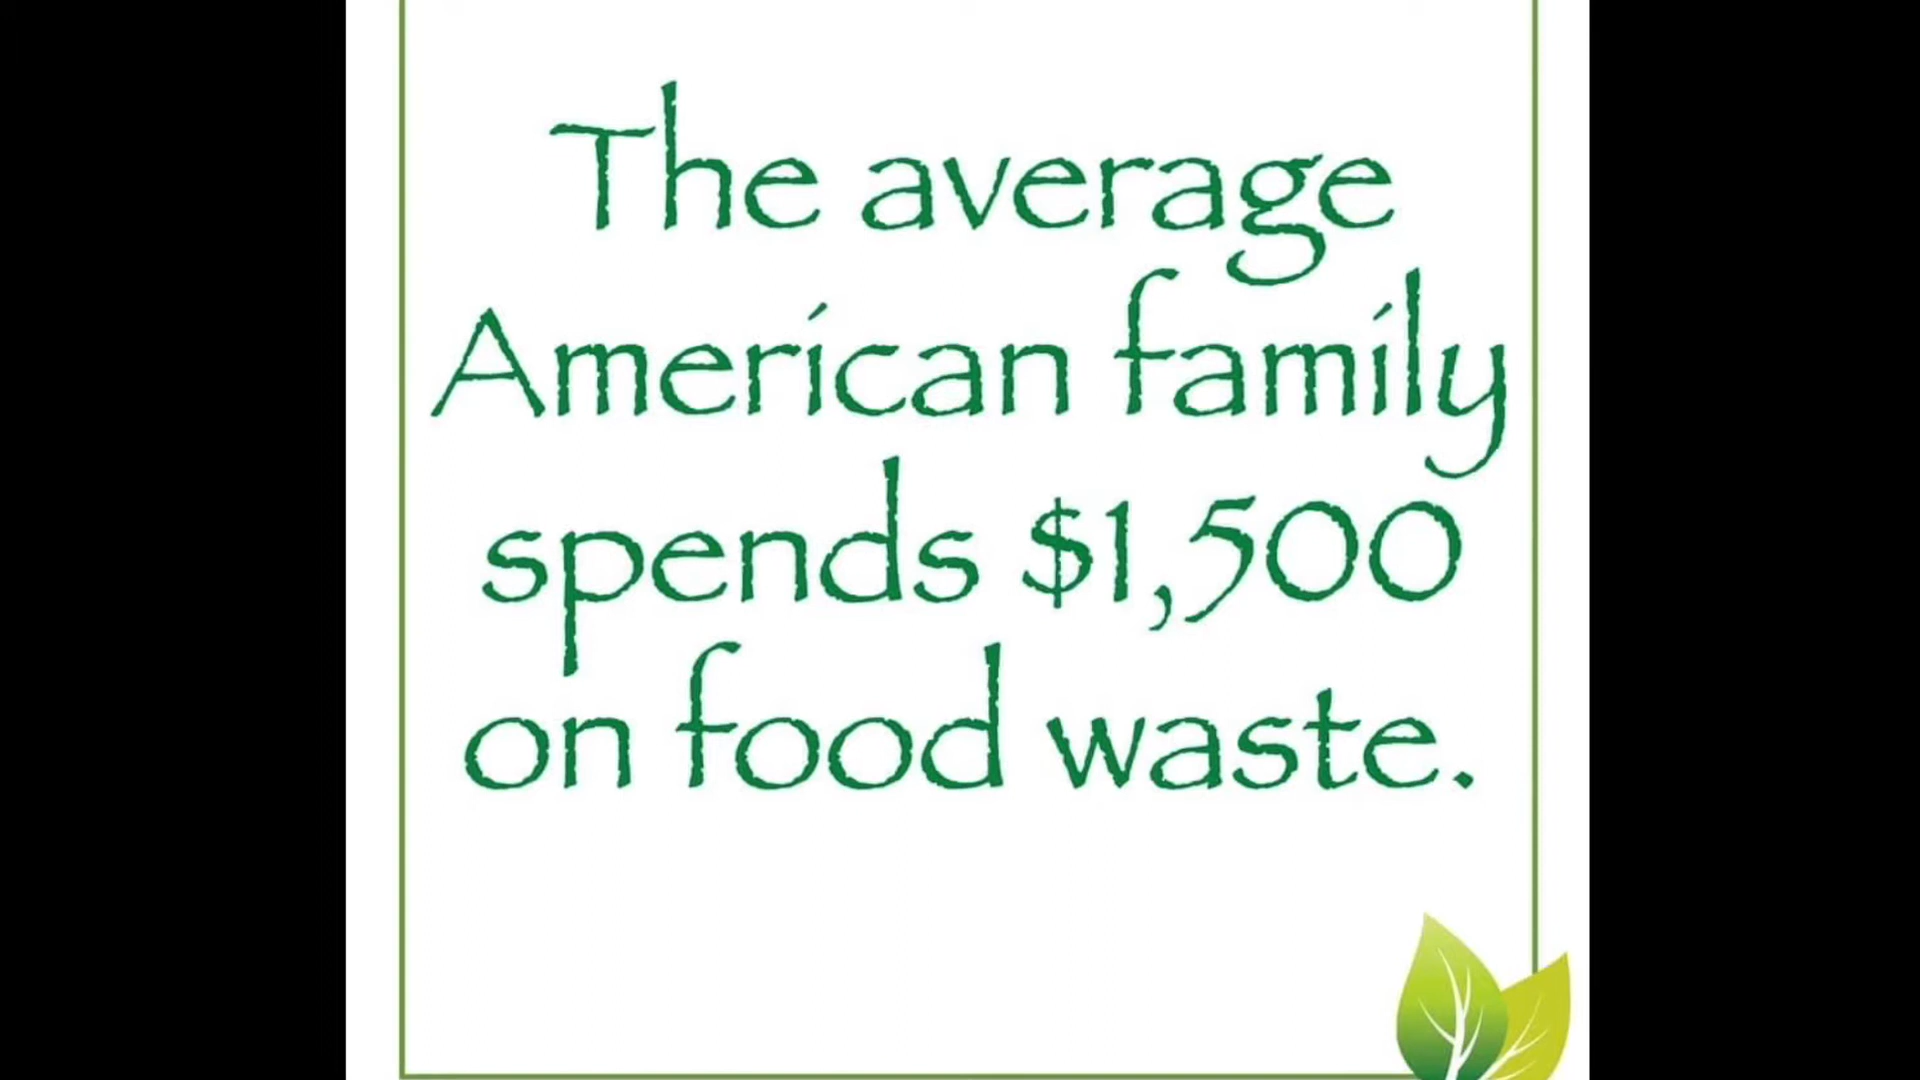 The average
American family
spends $1,500
on food waste.